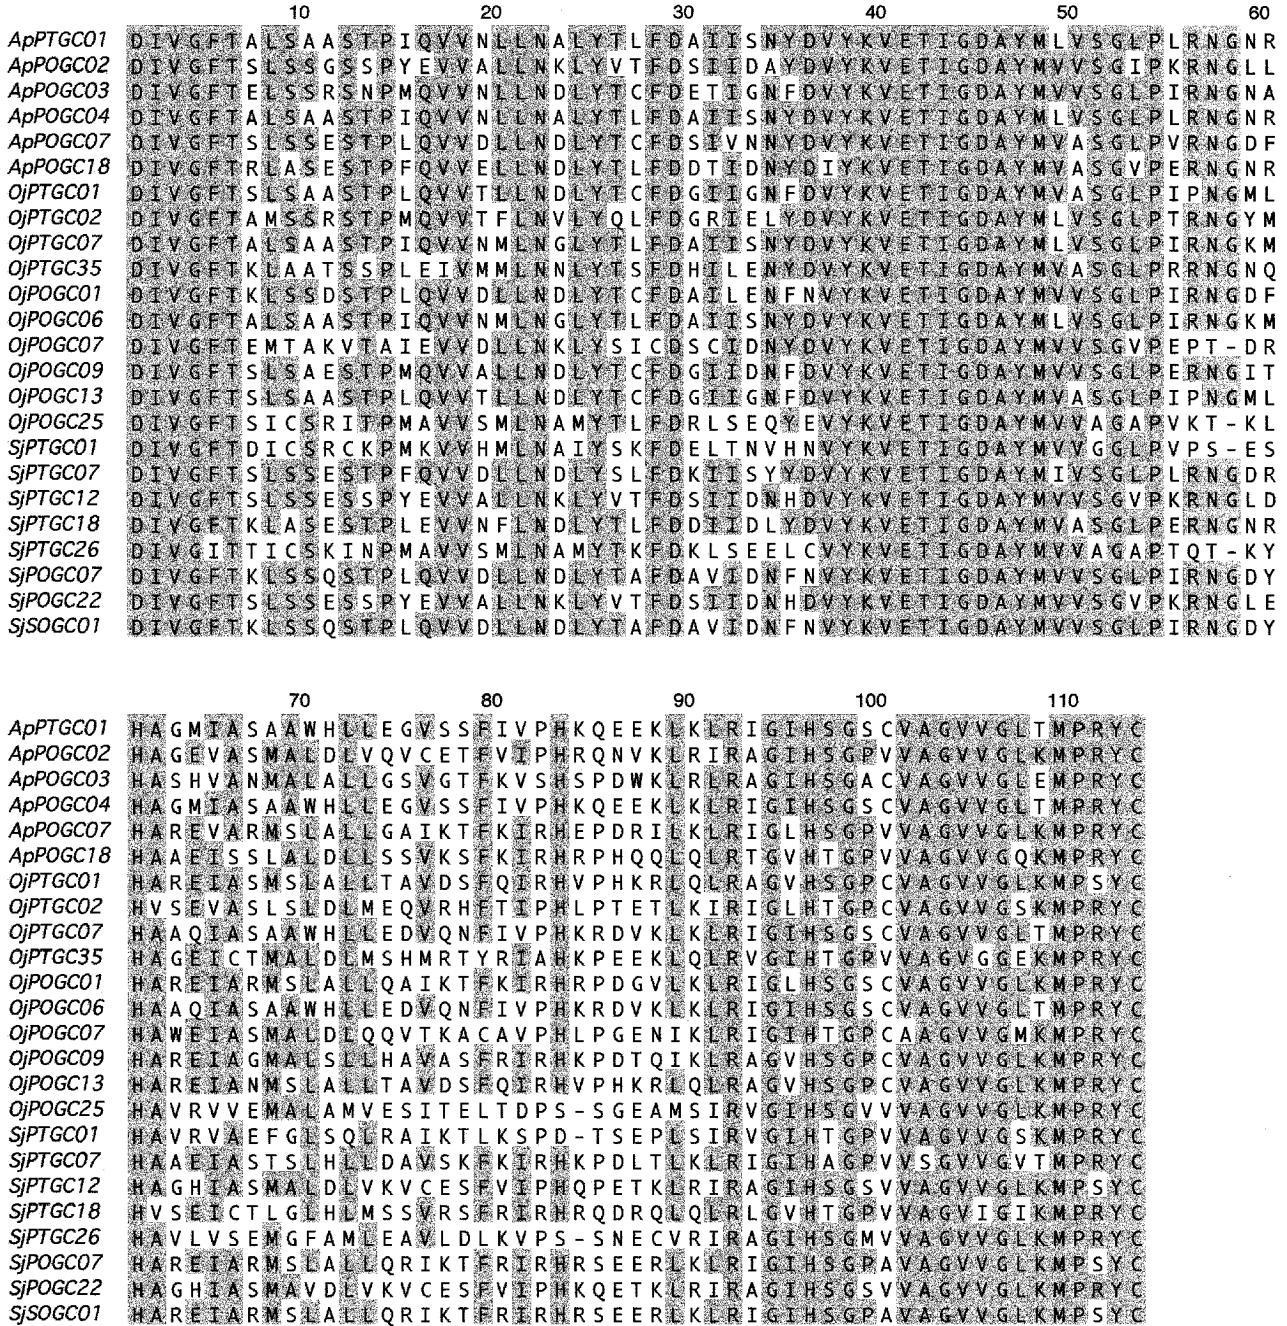 10 20 30 40 50 60
ApPTGC01 DIVGFTALSAASTPIQVVNLLNALYTLFDAIISNYDVYKVETIGDAYMLVSGLPLRNGNR
ApPOGC02 DIVGFTSLSSGSSPYEVVALLNKLYVTFDSIIDAYDVYKVETIGDAYMVVSGIPKRNGLL
ApPOGC03 DIVGFTELSSRSNPMQVVNLLNDLYTCFDETIGNFDVYKVETIGDAYMVVSGLPIRNGNA
ApPOGC04 DIVGFTALSAASTPIQVVNLLNALYTLFDAIISNYDVYKVETIGDAYMLVSGLPLRNGNR
ApPOGC07 DIVGFTSLSSESTPLQVVDLLNDLYTCFDSIVNNYDVYKVETIGDAYMVASGLPVRNGDF
ApPOGC18 DIVGFTRLASESTPFQVVELLNDLYTLFDDTIDNYDIYKVETIGDAYMVASGVPERNGNR
OjPTGC01 DIVGFTSLSAASTPLQVVTLLNDLYTCFDGIIGNFDVYKVETIGDAYMVASGLPIPNGML
OjPTGC02 DIVGFTAMSSRSTPMQVVTFLNVLYQLFDGRIELYDVYKVETIGDAYMLVSGLPTRNGYM
OjPTGC07 DIVGFTALSAASTPIQVVNMLNGLYTLFDAIISNYDVYKVETIGDAYMLVSGLPIRNGKM
OjPTGC35 DIVGFTKLAATSSPLEIVMMLNNLYTSFDHILENYDVYKVETIGDAYMVASGLPRRNGNQ
OjPOGC01 DIVGFTKLSSDSTPLQVVDLLNDLYTCFDAILENFNVYKVETIGDAYMVVSGLPIRNGDF
OjPOGC06 DIVGFTALSAASTPIQVVNMLNGLYTLFDAIISNYDVYKVETIGDAYMLVSGLPIRNGKM
OjPOGC07 DIVGFTEMTAKVTAIEVVDLLNKLYSICDSCIDNYDVYKVETIGDAYMVVSGVPEPT-DR
OjPOGC09 DIVGFTSLSAESTPMQVVALLNDLYTCFDGIIDNFDVYKVETIGDAYMVVSGLPERNGIT
OjPOGC13 DIVGFTSLSAASTPLQVVTLLNDLYTCFDGIIGNFDVYKVETIGDAYMVASGLPIPNGML
OjPOGC25 DIVGFTSICSRITPMAVVSMLNAMYTLFDRLSEQYEVYKVETIGDAYMVVAGAPVKT-KL
SjPTGC01 DIVGFTDICSRCKPMKVVHMLNAIYSKFDELTNVHNVYKVETIGDAYMVVGGLPVPS-ES
SjPTGC07 DIVGFTSLSSESTPFQVVDLLNDLYSLFDKIISYYDVYKVETIGDAYMIVSGLPLRNGDR
SjPTGC12 DIVGFTSLSSESSPYEVVALLNKLYVTFDSIIDNHDVYKVETIGDAYMVVSGVPKRNGLD
SjPTGC18 DIVGFTKLASESTPLEVVNFLNDLYTLFDDIIDLYDVYKVETIGDAYMVASGLPERNGNR
SjPTGC26 DIVGITTICSKINPMAVVSMLNAMYTKFDKLSEELCVYKVETIGDAYMVVAGAPTQT-KY
SjPOGC07 DIVGFTKLSSQSTPLQVVDLLNDLYTAFDAVIDNFNVYKVETIGDAYMVVSGLPIRNGDY
SjPOGC22 DIVGFTSLSSESSPYEVVALLNKLYVTFDSIIDNHDVYKVETIGDAYMVVSGVPKRNGLE
SjSOGC01 DIVGFTKLSSQSTPLQVVDLLNDLYTAFDAVIDNFNVYKVETIGDAYMVVSGLPIRNGDY
70 80 90 100 110
ApPTGC01 HAGMIASAAWHLLEGVSSFIVPHKQEEKLKLRIGIHSGSCVAGVVGLTMPRYC
ApPOGC02 HAGEVASMALDLVQVCETFVIPHRQNVKLRIRAGIHSGPVVAGVVGLKMPRYC
ApPOGC03 HASHVANMALALLGSVGTFKVSHSPDWKLRLRAGIHSGACVAGVVGLEMPRYC
ApPOGC04 HAGMIASAAWHLLEGVSSFIVPHKQEEKLKLRIGIHSGSCVAGVVGLTMPRYC
ApPOGC07 HAREVARMSLALLGAIKTFKIRHEPDRILKLRIGLHSGPVVAGVVGLKMPRYC
ApPOGC18 HAAEISSLALDLLSSVKSFKIRHRPHQQLQLRTGVHTGPVVAGVVGQKMPRYC
OjPTGC01 HAREIASMSLALLTAVDSFQIRHVPHKRLQLRAGVHSGPCVAGVVGLKMPSYC
OjPTGC02 HVSEVASLSLDLMEQVRHFTIPHLPTETLKIRIGLHTGPCVAGVVGSKMPRYC
OjPTGC07 HAAQIASAAWHLLEDVQNFIVPHKRDVKLKLRIGIHSGSCVAGVVGLTMPRYC
OjPTGC35 HAGEICTMALDLMSHMRTYRIAHKPEEKLQLRVGIHTGPVVAGVGGEKMPRYC
OjPOGC01 HAREIARMSLALLQAIKTFKIRHRPDGVLKLRIGLHSGSCVAGVVGLKMPRYC
OjPOGC06 HAAQIASAAWHLLEDVQNFIVPHKRDVKLKLRIGIHSGSCVAGVVGLTMPRYC
OjPOGC07 HAWEIASMALDLQQVTKACAVPHLPGENIKLRIGIHTGPCAAGVVGMKMPRYC
OjPOGC09 HAREIAGMALSLLHAVASFRIRHKPDTQIKLRAGVHSGPCVAGVVGLKMPRYC
OjPOGC13 HAREIANMSLALLTAVDSFQIRHVPHKRLQLRAGVHSGPCVAGVVGLKMPRYC
OjPOGC25 HAVRVVEMALAMVESITELTDPS-SGEAMSIRVGIHSGVVVAGVVGLKMPRYC
SjPTGC01 HAVRVAEFGLSQLRAIKTLKSPD-TSEPLSIRVGIHTGPVVAGVVGSKMPRYC
SjPTGC07 HAAEIASTSLHLLDAVSKFKIRHKPDLTLKLRIGIHAGPVVSGVVGVTMPRYC
SjPTGC12 HAGHIASMALDLVKVCESFVIPHQPETKLRIRAGIHSGSVVAGVVGLKMPSYC
SjPTGC18 HVSEICTLGLHLMSSVRSFRIRHRQDRQLQLRLGVHTGPVVAGVIGIKMPRYC
SjPTGC26 HAVLVSEMGFAMLEAVLDLKVPS-SNECVRIRAGIHSGMVVAGVVGLKMPRYC
SjPOGC07 HAREIARMSLALLQRIKTFRIRHRSEERLKLRIGIHSGPAVAGVVGLKMPSYC
SjPOGC22 HAGHIASMAVDLVKVCESFVIPHKQETKLRIRAGIHSGSVVAGVVGLKMPRYC
SjSOGC01 HAREIARMSLALLQRIKTFRIRHRSEERLKLRIGIHSGPAVAGVVGLKMPSYC